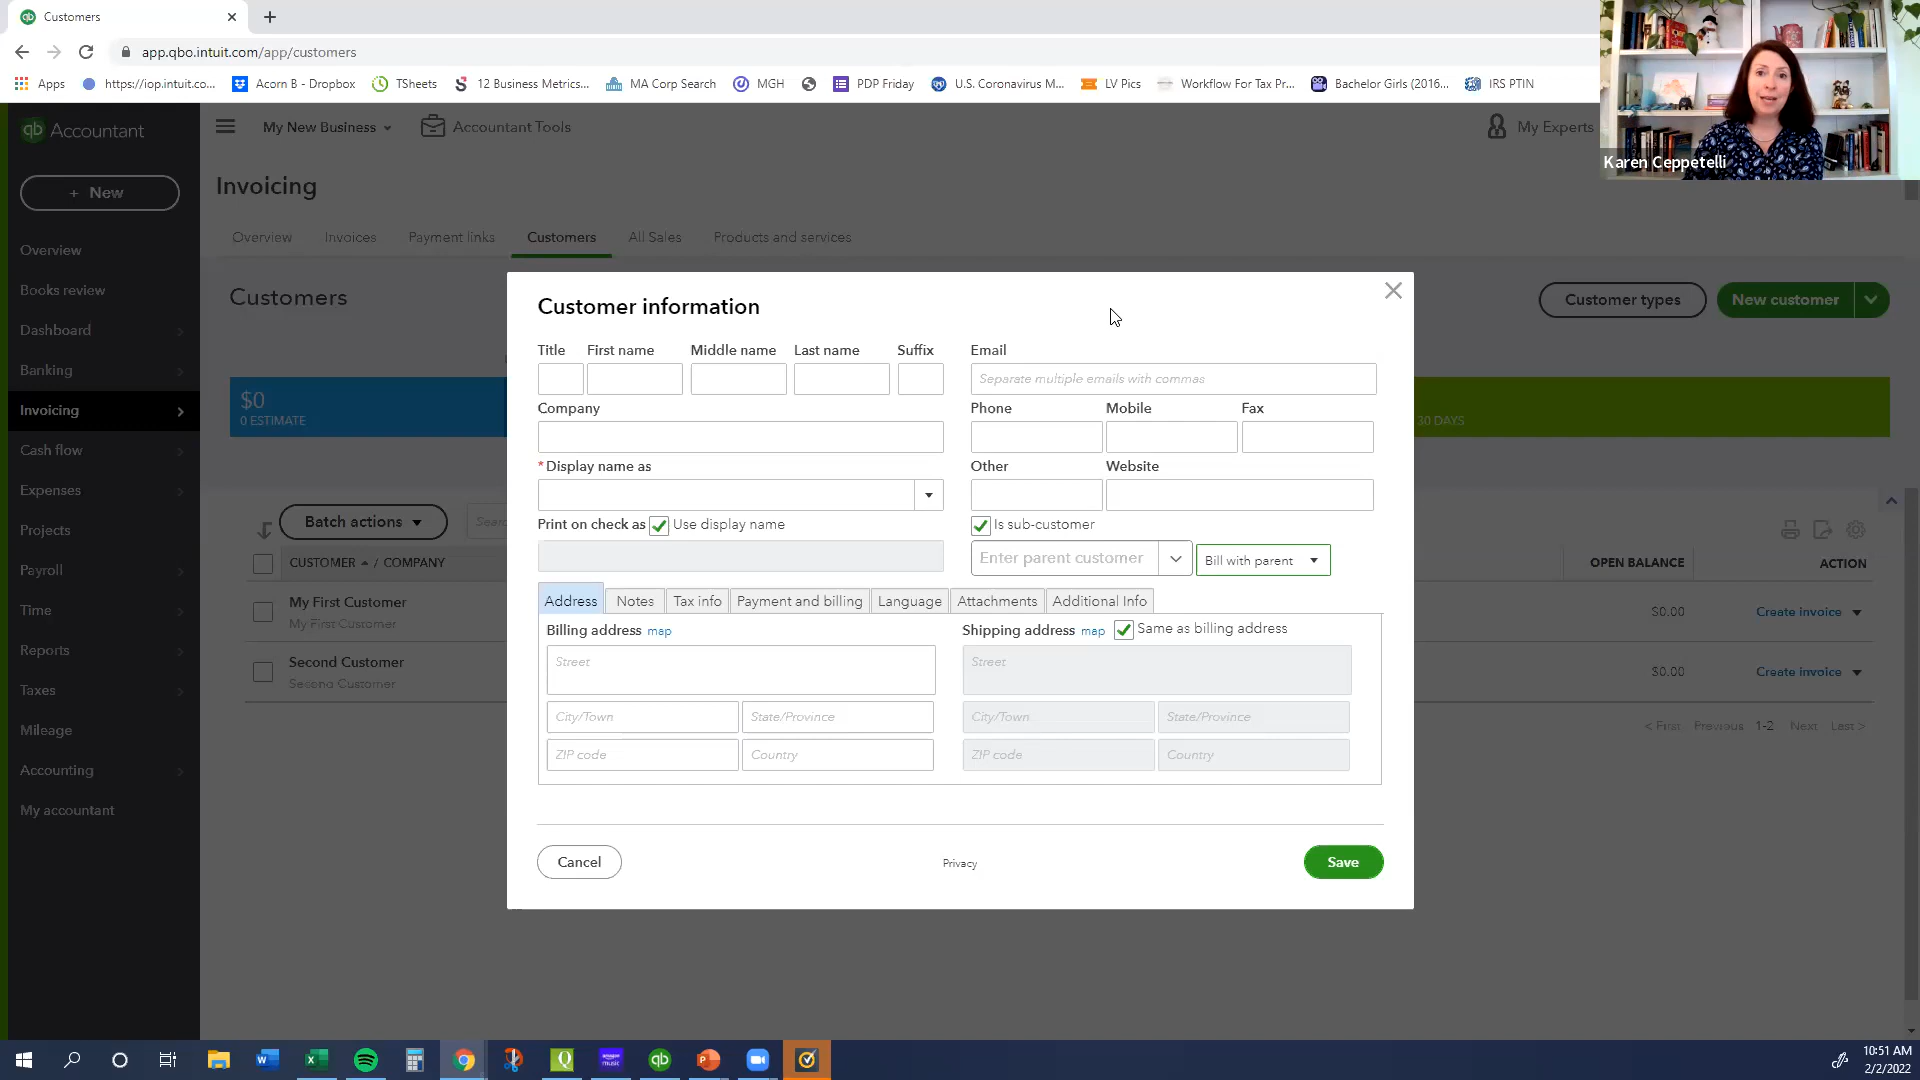 Customers
app.qbo.intuit.com/app/customers
Apps https://iop.intuit.co... Acorn B - Dropbox TSheets 12 Business Metrics... MA Corp Search MGH PDP Friday U.S. Coronavirus M... LV Pics Workflow For Tax Pr... Bachelor Girls (2016... IRS PTIN
qb Accountant
My New Business
Accountant Tools
My Experts
Karen Ceppetelli
+ New
Invoicing
Overview Invoices Payment links Customers All Sales Products and services
Overview
Books review
Dashboard
Banking
Invoicing
Cash flow
Expenses
Projects
Payroll
Time
Reports
Taxes
Mileage
Accounting
My accountant
Customers
Customer types
New customer
$0
0 ESTIMATE
30 DAYS
Batch actions
CUSTOMER / COMPANY
OPEN BALANCE ACTION
My First Customer
My First Customer
$0.00 Create invoice
Second Customer
Second Customer
$0.00 Create invoice
< First Previous 1-2 Next Last >
Customer information
Title First name Middle name Last name Suffix
Email
Separate multiple emails with commas
Company
Phone Mobile Fax
* Display name as
Other Website
Print on check as Use display name
Is sub-customer
Enter parent customer
Bill with parent
Address Notes Tax info Payment and billing Language Attachments Additional Info
Billing address map
Street
City/Town State/Province
ZIP code Country
Shipping address map Same as billing address
Street
City/Town State/Province
ZIP code Country
Cancel
Privacy
Save
10:51 AM
2/2/2022